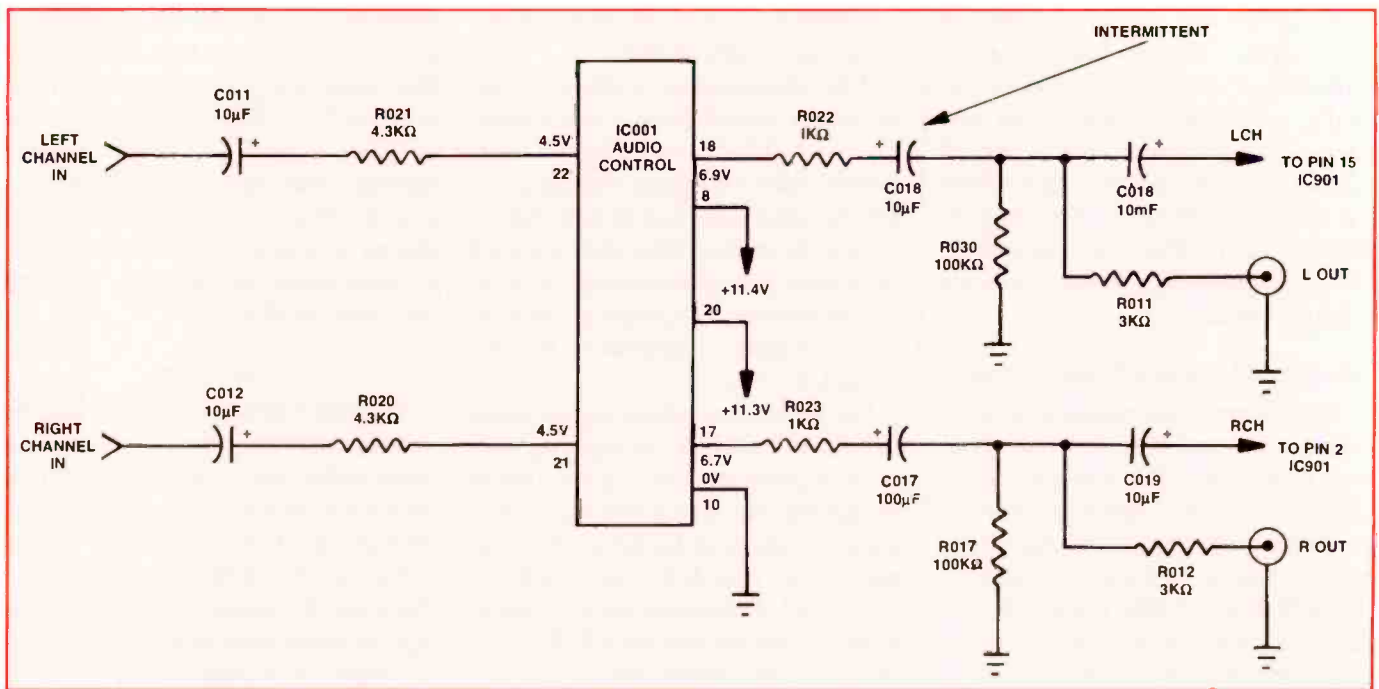 INTERMITTENT
C011
10µF
R021
4.3KΩ
LEFT
CHANNEL
IN
+
4.5V
22
IC001
AUDIO
CONTROL
18
6.9V
8
+11.4V
20
+11.3V
R022
1KΩ
+
C018
10µF
R030
100KΩ
+
C018
10mF
LCH
TO PIN 15
IC901
R011
3KΩ
L OUT
C012
10µF
R020
4.3KΩ
RIGHT
CHANNEL
IN
+
4.5V
21
17
6.7V
0V
10
R023
1KΩ
+
C017
100µF
R017
100KΩ
+
C019
10µF
RCH
TO PIN 2
IC901
R012
3KΩ
R OUT